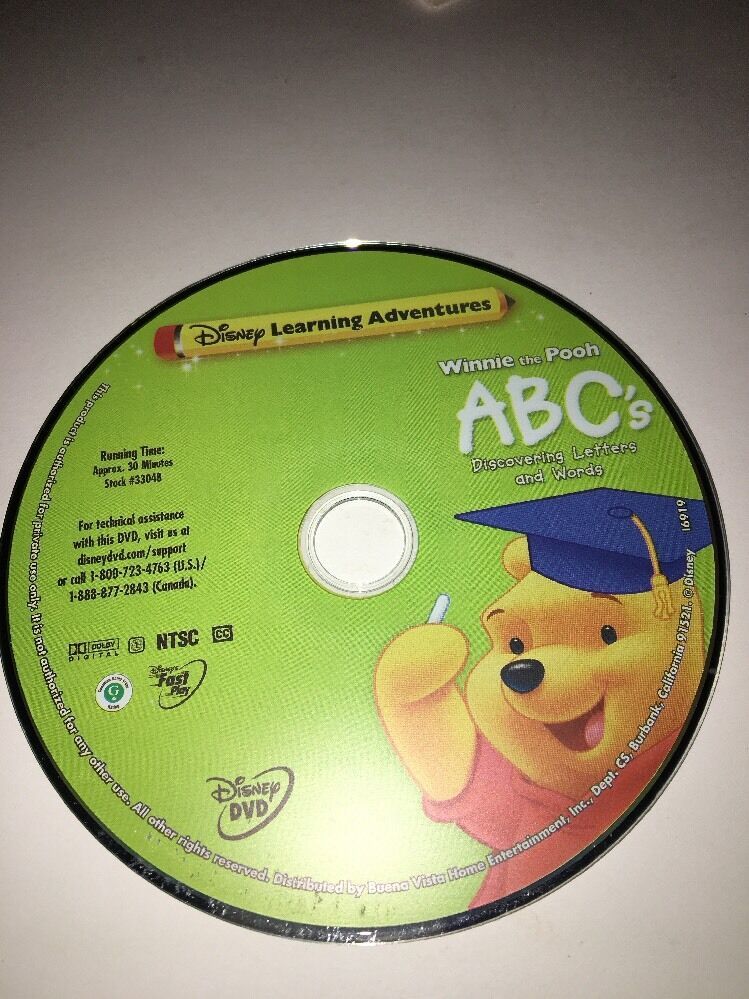 Disney Learning Adventures
Winnie the Pooh
ABC's
Discovering Letters
and Words
Running Time:
Approx. 30 Minutes
Stock #33048
For technical assistance
with this DVD, visit us at
disneydvd.com/support
or call 1-800-723-4763 (U.S.)/
1-888-877-2843 (Canada).
DOLBY
DIGITAL
NTSC
CC
G
Disney's
Fast
Play
Disney
DVD
This product is authorized for private use only. It is not authorized for any other use. All other rights reserved. Distributed by Buena Vista Home Entertainment, Inc., Dept. CS, Burbank, California 91521. © Disney 16919